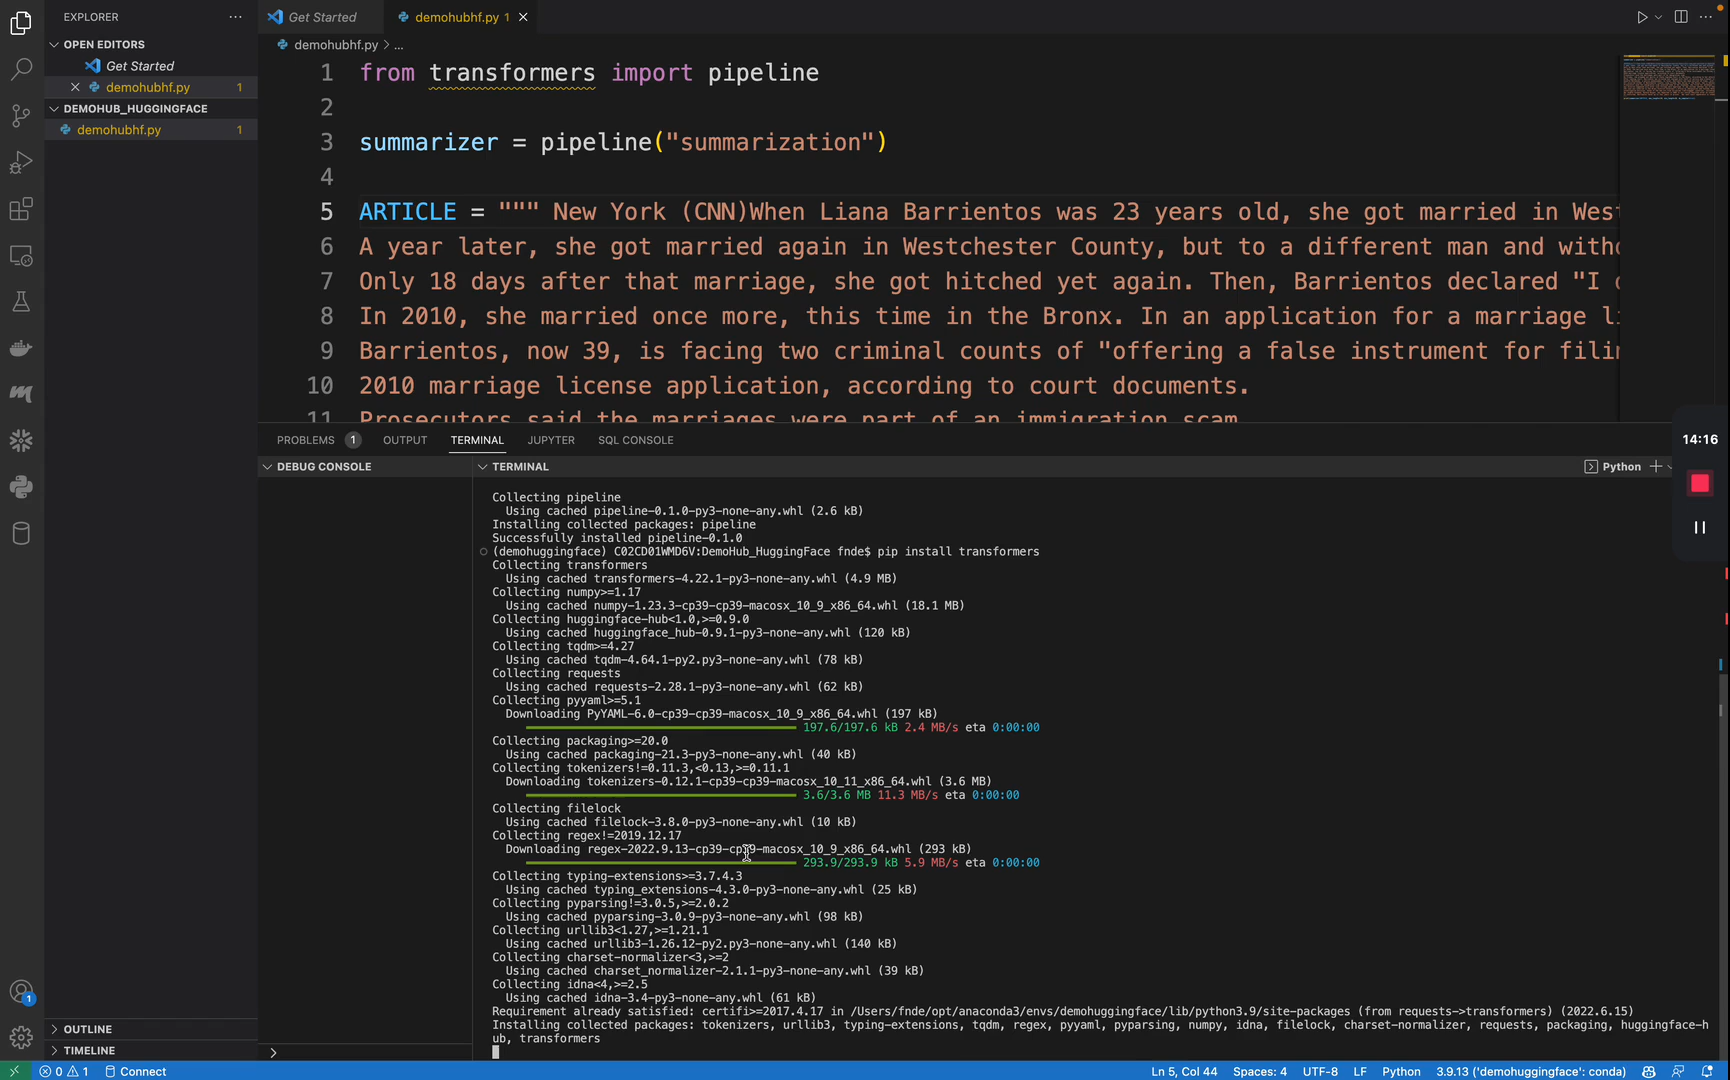 EXPLORER
OPEN EDITORS
Get Started
demohubhf.py 1
DEMOHUB_HUGGINGFACE
demohubhf.py 1
OUTLINE
TIMELINE
Get Started
demohubhf.py 1
demohubhf.py > ...
1 from transformers import pipeline
2
3 summarizer = pipeline("summarization")
4
5 ARTICLE = """ New York (CNN)When Liana Barrientos was 23 years old, she got married in West
6 A year later, she got married again in Westchester County, but to a different man and witho
7 Only 18 days after that marriage, she got hitched yet again. Then, Barrientos declared "I d
8 In 2010, she married once more, this time in the Bronx. In an application for a marriage li
9 Barrientos, now 39, is facing two criminal counts of "offering a false instrument for filin
10 2010 marriage license application, according to court documents.
11 Prosecutors said the marriages were part of an immigration scam
PROBLEMS 1 OUTPUT TERMINAL JUPYTER SQL CONSOLE
14:16
DEBUG CONSOLE
TERMINAL
Python
Collecting pipeline
Using cached pipeline-0.1.0-py3-none-any.whl (2.6 kB)
Installing collected packages: pipeline
Successfully installed pipeline-0.1.0
(demohuggingface) C02CD01WMD6V:DemoHub_HuggingFace fnde$ pip install transformers
Collecting transformers
Using cached transformers-4.22.1-py3-none-any.whl (4.9 MB)
Collecting numpy>=1.17
Using cached numpy-1.23.3-cp39-cp39-macosx_10_9_x86_64.whl (18.1 MB)
Collecting huggingface-hub<1.0,>=0.9.0
Using cached huggingface_hub-0.9.1-py3-none-any.whl (120 kB)
Collecting tqdm>=4.27
Using cached tqdm-4.64.1-py2.py3-none-any.whl (78 kB)
Collecting requests
Using cached requests-2.28.1-py3-none-any.whl (62 kB)
Collecting pyyaml>=5.1
Downloading PyYAML-6.0-cp39-cp39-macosx_10_9_x86_64.whl (197 kB)
197.6/197.6 kB 2.4 MB/s eta 0:00:00
Collecting packaging>=20.0
Using cached packaging-21.3-py3-none-any.whl (40 kB)
Collecting tokenizers!=0.11.3,<0.13,>=0.11.1
Downloading tokenizers-0.12.1-cp39-cp39-macosx_10_11_x86_64.whl (3.6 MB)
3.6/3.6 MB 11.3 MB/s eta 0:00:00
Collecting filelock
Using cached filelock-3.8.0-py3-none-any.whl (10 kB)
Collecting regex!=2019.12.17
Downloading regex-2022.9.13-cp39-cp39-macosx_10_9_x86_64.whl (293 kB)
293.9/293.9 kB 5.9 MB/s eta 0:00:00
Collecting typing-extensions>=3.7.4.3
Using cached typing_extensions-4.3.0-py3-none-any.whl (25 kB)
Collecting pyparsing!=3.0.5,>=2.0.2
Using cached pyparsing-3.0.9-py3-none-any.whl (98 kB)
Collecting urllib3<1.27,>=1.21.1
Using cached urllib3-1.26.12-py2.py3-none-any.whl (140 kB)
Collecting charset-normalizer<3,>=2
Using cached charset_normalizer-2.1.1-py3-none-any.whl (39 kB)
Collecting idna<4,>=2.5
Using cached idna-3.4-py3-none-any.whl (61 kB)
Requirement already satisfied: certifi>=2017.4.17 in /Users/fnde/opt/anaconda3/envs/demohuggingface/lib/python3.9/site-packages (from requests->transformers) (2022.6.15)
Installing collected packages: tokenizers, urllib3, typing-extensions, tqdm, regex, pyyaml, pyparsing, numpy, idna, filelock, charset-normalizer, requests, packaging, huggingface-h
ub, transformers
1
0 1 Connect
Ln 5, Col 44 Spaces: 4 UTF-8 LF Python 3.9.13 ('demohuggingface': conda)